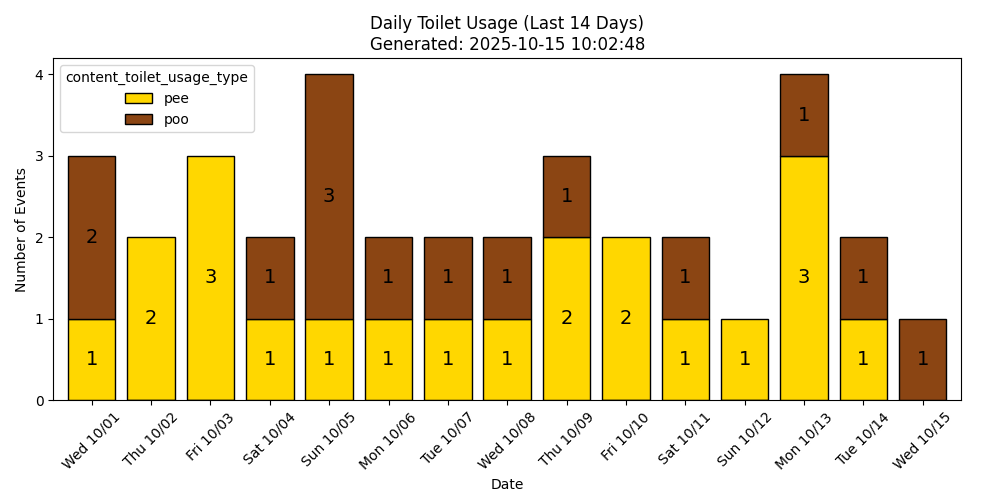 Daily Toilet Usage (Last 14 Days)
Generated: 2025-10-15 10:02:48
content_toilet_usage_type
pee
poo
Number of Events
4
3
2
1
0
2
1
2
3
1
1
3
1
1
1
1
1
1
1
1
2
2
1
1
1
1
3
1
1
1
Wed 10/01
Thu 10/02
Fri 10/03
Sat 10/04
Sun 10/05
Mon 10/06
Tue 10/07
Wed 10/08
Thu 10/09
Fri 10/10
Sat 10/11
Sun 10/12
Mon 10/13
Tue 10/14
Wed 10/15
Date